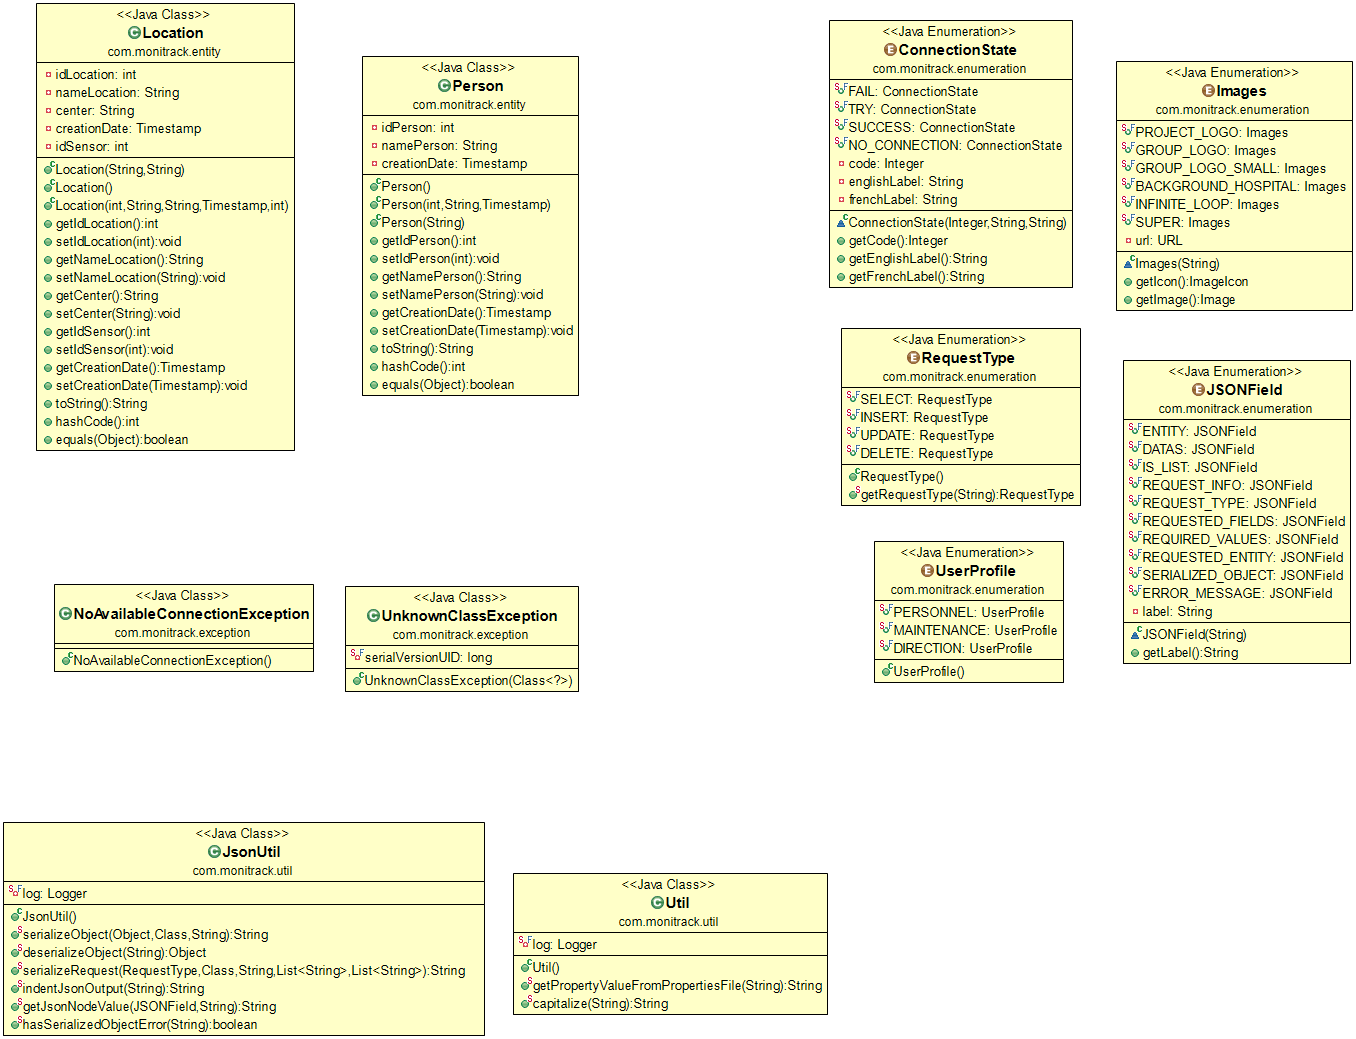 <<Java Class>>
Location
com.monitrack.entity
idLocation: int
nameLocation: String
center: String
creationDate: Timestamp
idSensor: int
Location(String,String)
Location()
Location(int,String,String,Timestamp,int)
getIdLocation():int
setIdLocation(int):void
getNameLocation():String
setNameLocation(String):void
getCenter():String
setCenter(String):void
getIdSensor():int
setIdSensor(int):void
getCreationDate():Timestamp
setCreationDate(Timestamp):void
toString():String
hashCode():int
equals(Object):boolean
<<Java Class>>
Person
com.monitrack.entity
idPerson: int
namePerson: String
creationDate: Timestamp
Person()
Person(int,String,Timestamp)
Person(String)
getIdPerson():int
setIdPerson(int):void
getNamePerson():String
setNamePerson(String):void
getCreationDate():Timestamp
setCreationDate(Timestamp):void
toString():String
hashCode():int
equals(Object):boolean
<<Java Enumeration>>
ConnectionState
com.monitrack.enumeration
FAIL: ConnectionState
TRY: ConnectionState
SUCCESS: ConnectionState
NO_CONNECTION: ConnectionState
code: Integer
englishLabel: String
frenchLabel: String
ConnectionState(Integer,String,String)
getCode():Integer
getEnglishLabel():String
getFrenchLabel():String
<<Java Enumeration>>
Images
com.monitrack.enumeration
PROJECT_LOGO: Images
GROUP_LOGO: Images
GROUP_LOGO_SMALL: Images
BACKGROUND_HOSPITAL: Images
INFINITE_LOOP: Images
SUPER: Images
url: URL
Images(String)
getIcon():ImageIcon
getImage():Image
<<Java Enumeration>>
RequestType
com.monitrack.enumeration
SELECT: RequestType
INSERT: RequestType
UPDATE: RequestType
DELETE: RequestType
RequestType()
getRequestType(String):RequestType
<<Java Enumeration>>
JSONField
com.monitrack.enumeration
ENTITY: JSONField
DATAS: JSONField
IS_LIST: JSONField
REQUEST_INFO: JSONField
REQUEST_TYPE: JSONField
REQUESTED_FIELDS: JSONField
REQUIRED_VALUES: JSONField
REQUESTED_ENTITY: JSONField
SERIALIZED_OBJECT: JSONField
ERROR_MESSAGE: JSONField
label: String
JSONField(String)
getLabel():String
<<Java Enumeration>>
UserProfile
com.monitrack.enumeration
PERSONNEL: UserProfile
MAINTENANCE: UserProfile
DIRECTION: UserProfile
UserProfile()
<<Java Class>>
NoAvailableConnectionException
com.monitrack.exception
NoAvailableConnectionException()
<<Java Class>>
UnknownClassException
com.monitrack.exception
serialVersionUID: long
UnknownClassException(Class<?>)
<<Java Class>>
JsonUtil
com.monitrack.util
log: Logger
JsonUtil()
serializeObject(Object,Class,String):String
deserializeObject(String):Object
serializeRequest(RequestType,Class,String,List<String>,List<String>):String
indentJsonOutput(String):String
getJsonNodeValue(JSONField,String):String
hasSerializedObjectError(String):boolean
<<Java Class>>
Util
com.monitrack.util
log: Logger
Util()
getPropertyValueFromPropertiesFile(String):String
capitalize(String):String